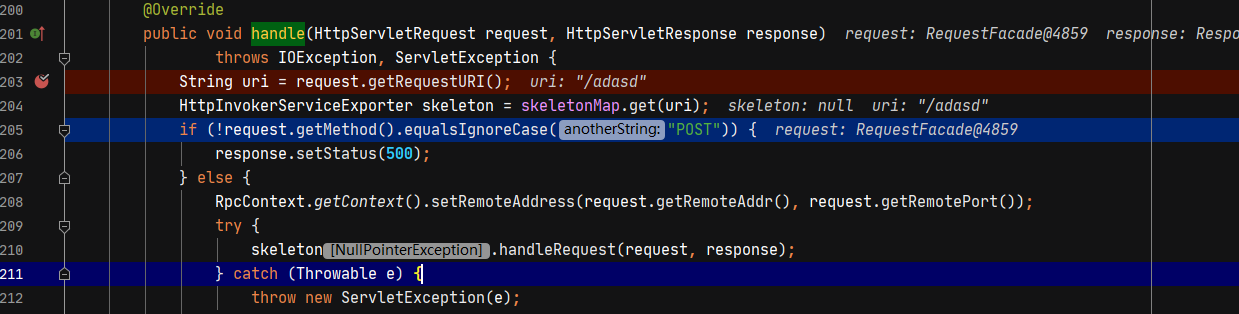 200 @Override
201 public void handle(HttpServletRequest request, HttpServletResponse response) request: RequestFacade@4859 response: Respo
202 throws IOException, ServletException {
203 String uri = request.getRequestURI(); uri: "/adasd"
204 HttpInvokerServiceExporter skeleton = skeletonMap.get(uri); skeleton: null uri: "/adasd"
205 if (!request.getMethod().equalsIgnoreCase( anotherString: "POST")) { request: RequestFacade@4859
206 response.setStatus(500);
207 } else {
208 RpcContext.getContext().setRemoteAddress(request.getRemoteAddr(), request.getRemotePort());
209 try {
210 skeleton [NullPointerException] .handleRequest(request, response);
211 } catch (Throwable e) {
212 throw new ServletException(e);